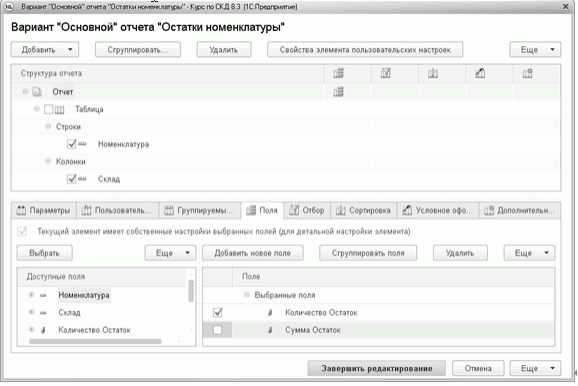 Вариант "Основной" отчета "Остатки номенклатуры" - Курс по СКД 8.3 (1С:Предприятие)
Вариант "Основной" отчета "Остатки номенклатуры"
Добавить Сгруппировать... Удалить Свойства элемента пользовательских настроек Еще
Структура отчета
Отчет
Таблица
Строки
Номенклатура
Колонки
Склад
Параметры Пользователь... Группируемы... Поля Отбор Сортировка Условное офо... Дополнительн...
Текущий элемент имеет собственные настройки выбранных полей (для детальной настройки элемента)
Выбрать Еще Добавить новое поле Сгруппировать поля Удалить Еще
Доступные поля Поле
Номенклатура Выбранные поля
Склад Количество Остаток
Количество Остаток Сумма Остаток
Завершить редактирование Отмена Еще